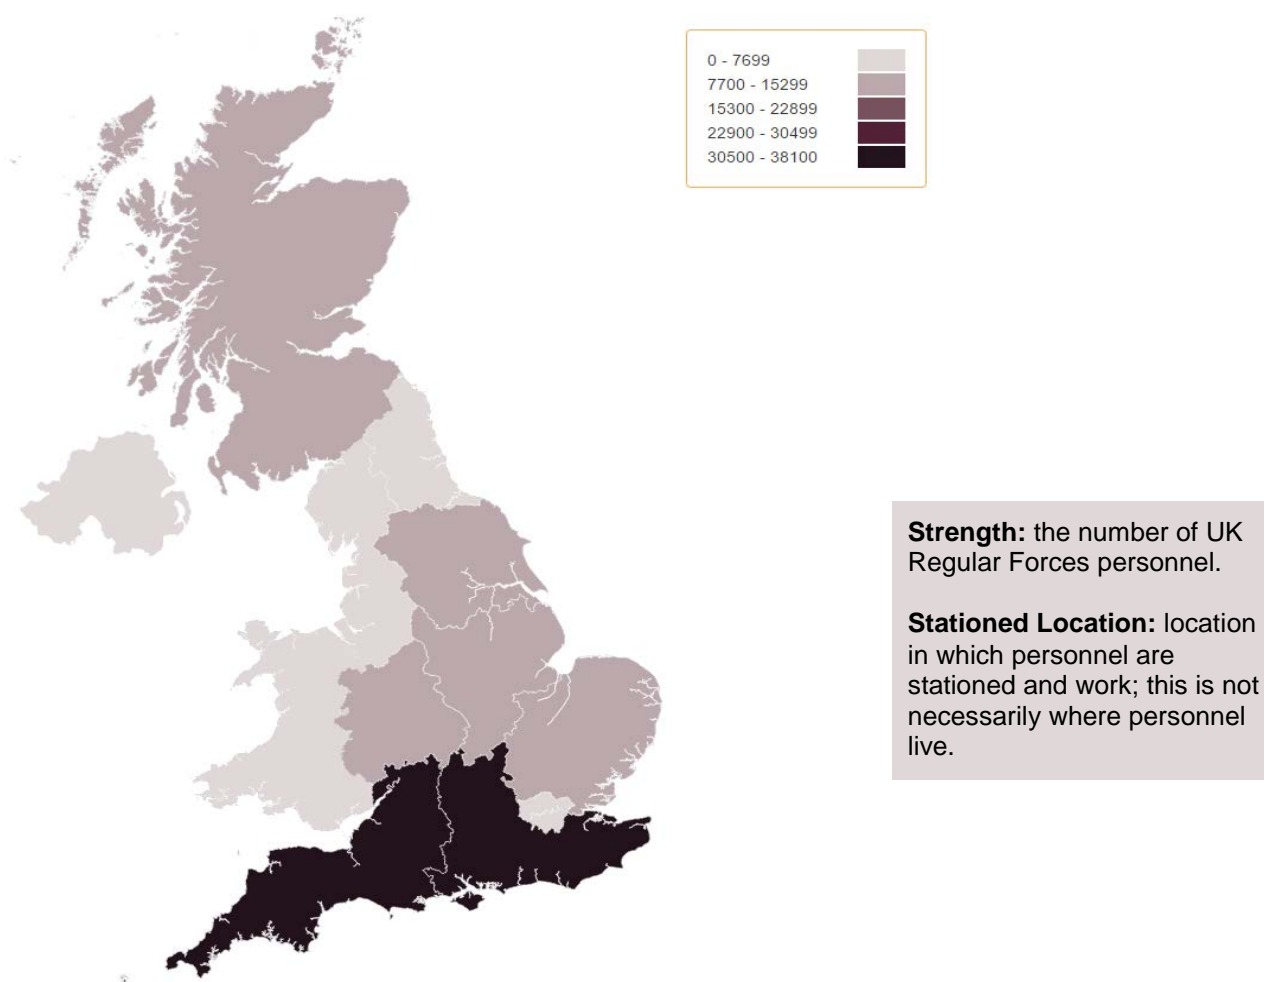 0 - 7699
7700 - 15299
15300 - 22899
22900 - 30499
30500 - 38100
Strength: the number of UK
Regular Forces personnel.
Stationed Location: location
in which personnel are
stationed and work; this is not
necessarily where personnel
live.